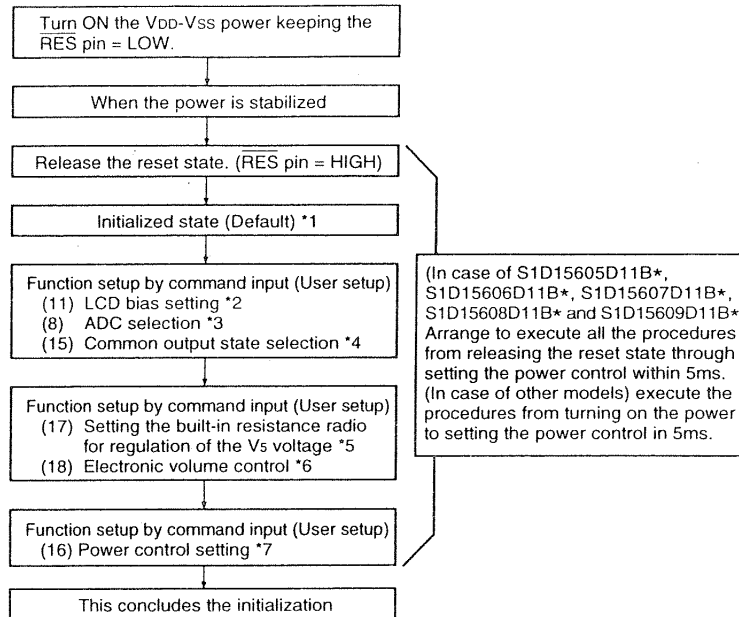 Turn ON the VDD-VSS power keeping the
RES pin = LOW.
When the power is stabilized
Release the reset state. (RES pin = HIGH)
Initialized state (Default) *1
Function setup by command input (User setup)
(11) LCD bias setting *2
(8) ADC selection *3
(15) Common output state selection *4
Function setup by command input (User setup)
(17) Setting the built-in resistance radio
for regulation of the V5 voltage *5
(18) Electronic volume control *6
Function setup by command input (User setup)
(16) Power control setting *7
This concludes the initialization
(In case of S1D15605D11B*,
S1D15606D11B*, S1D15607D11B*,
S1D15608D11B* and S1D15609D11B*
Arrange to execute all the procedures
from releasing the reset state through
setting the power control within 5ms.
(In case of other models) execute the
procedures from turning on the power
to setting the power control in 5ms.